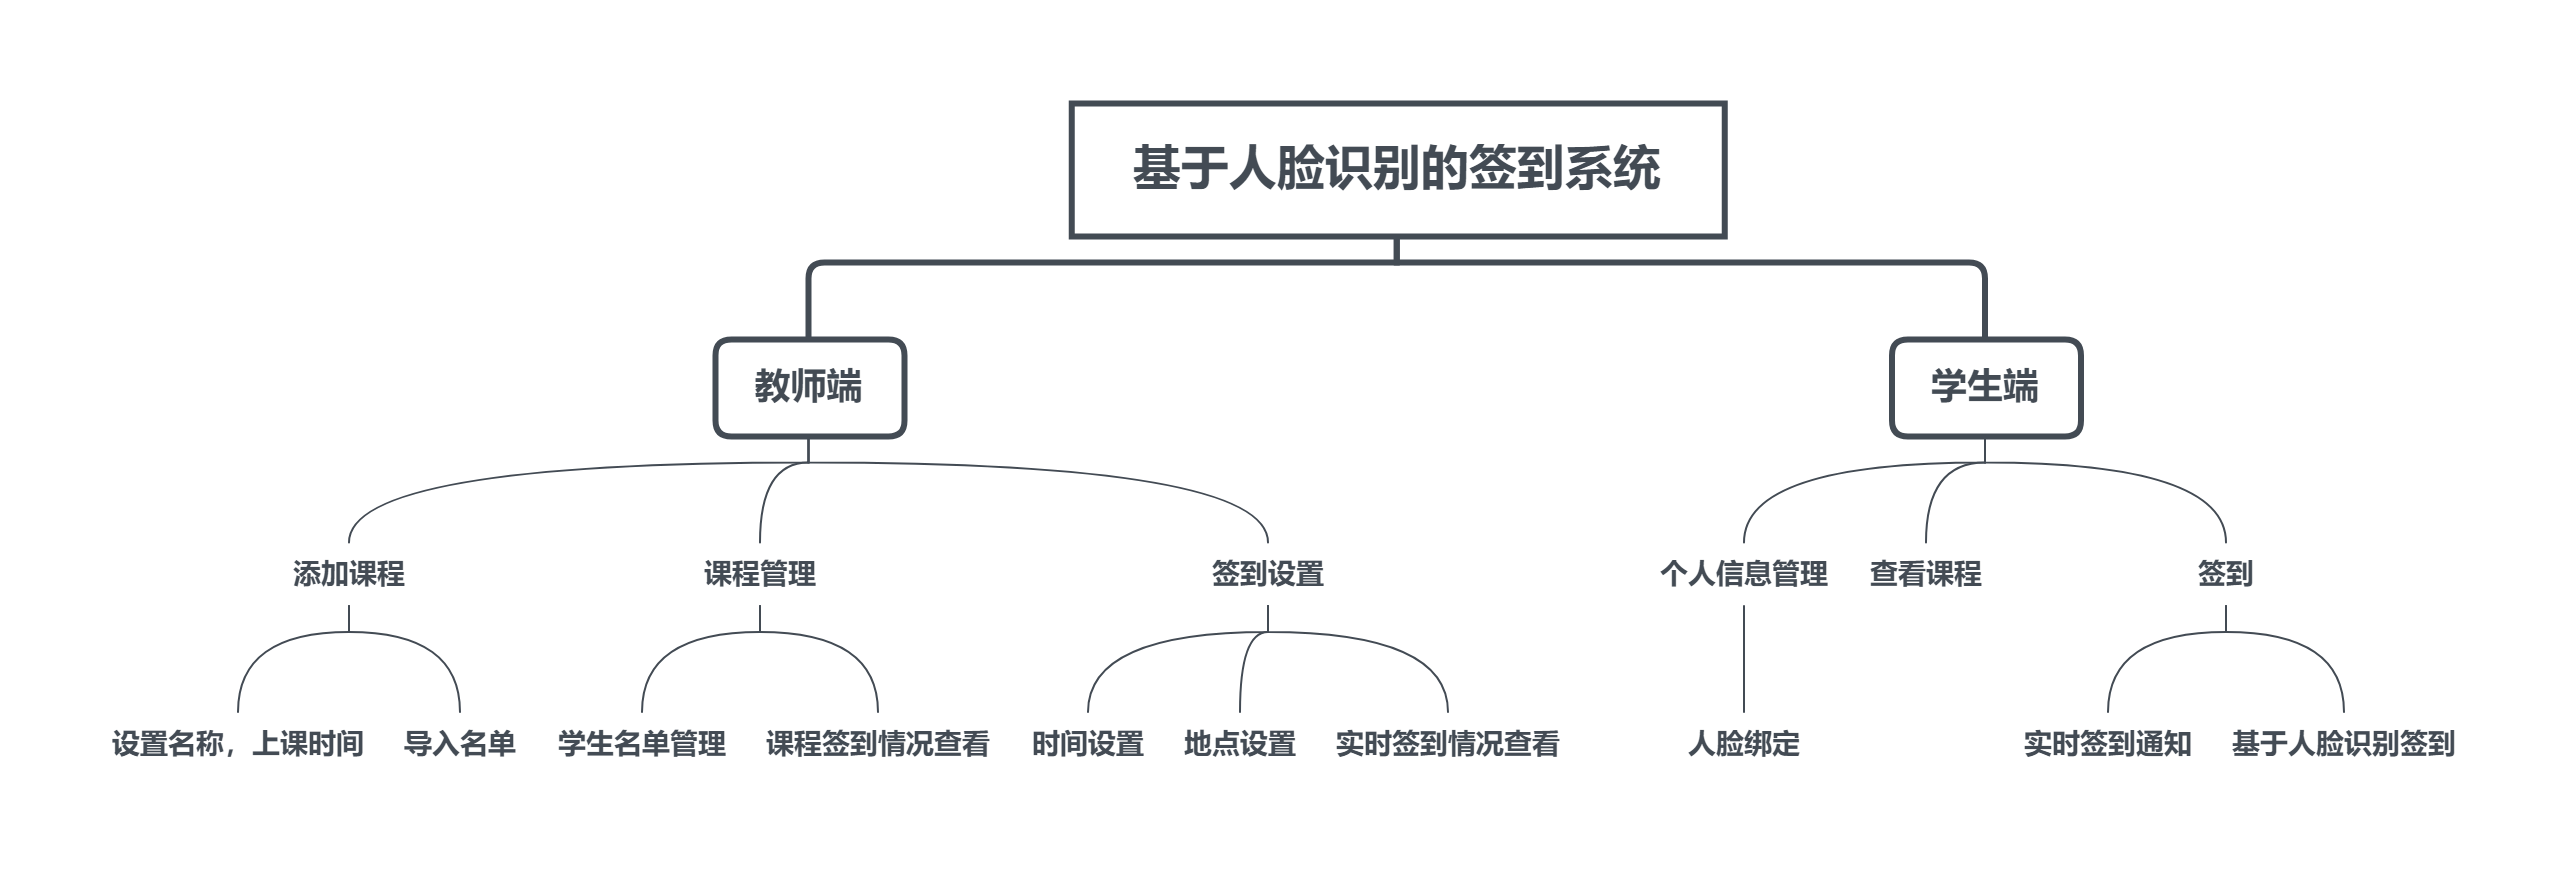 基于人脸识别的签到系统
教师端
学生端
添加课程
课程管理
签到设置
个人信息管理
查看课程
签到
设置名称，上课时间
导入名单
学生名单管理
课程签到情况查看
时间设置
地点设置
实时签到情况查看
人脸绑定
实时签到通知
基于人脸识别签到